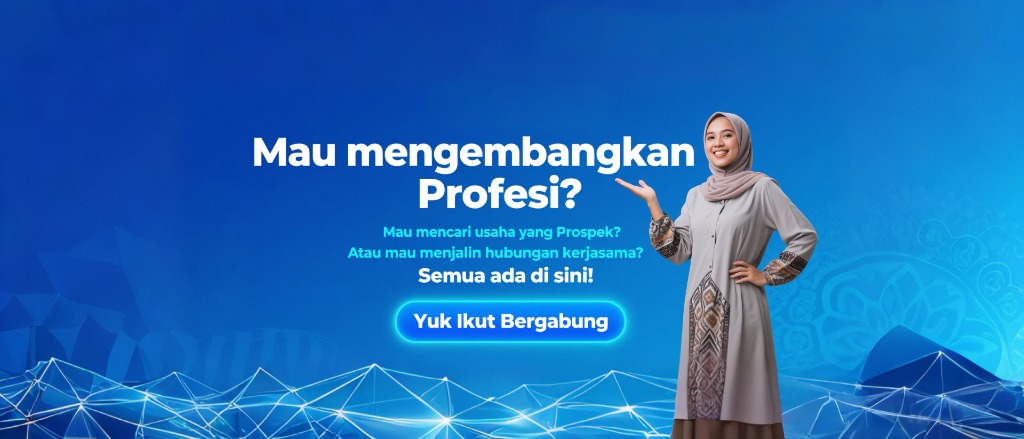 Mau mengembangkan
Profesi?
Mau mencari usaha yang Prospek?
Atau mau menjalin hubungan kerjasama?
Semua ada di sini!
Yuk Ikut Bergabung